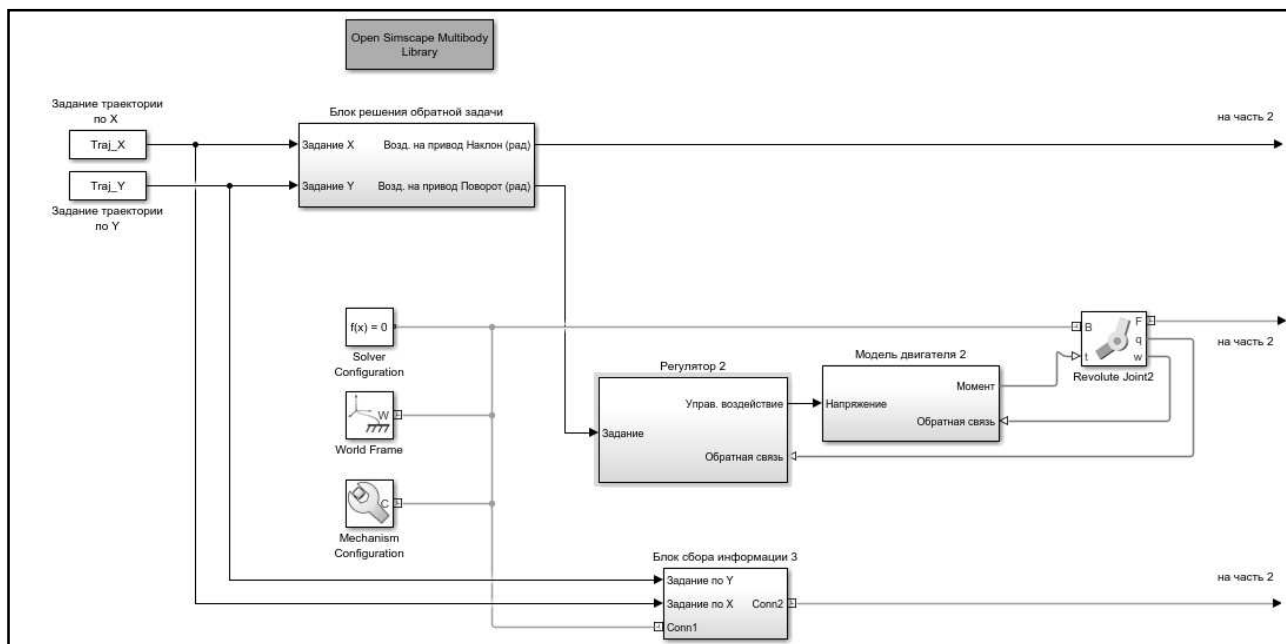 Open Simscape Multibody
Library
Задание траектории
по X
Traj_X
Traj_Y
Задание траектории
по Y
Блок решения обратной задачи
Задание X
Возд. на привод Наклон (рад)
Задание Y
Возд. на привод Поворот (рад)
на часть 2
f(x) = 0
Solver
Configuration
W
World Frame
C
Mechanism
Configuration
Регулятор 2
Управ. воздействие
Задание
Обратная связь
Модель двигателя 2
Момент
Напряжение
Обратная связь
B
F
q
t
w
Revolute Joint2
на часть 2
Блок сбора информации 3
Задание по Y
Задание по X
Conn2
Conn1
на часть 2